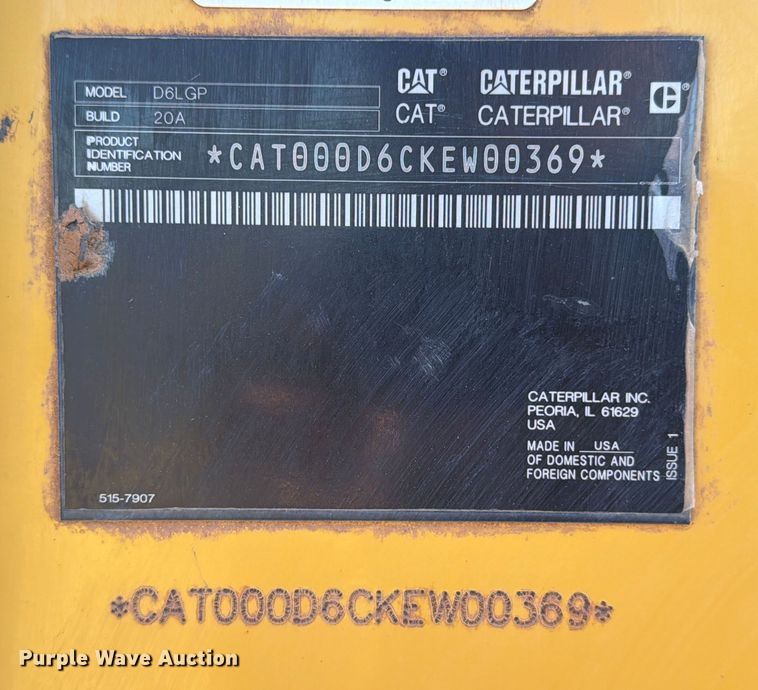 MODEL D6LGP
BUILD 20A
CAT® CATERPILLAR®
CAT® CATERPILLAR®
C®
PRODUCT IDENTIFICATION NUMBER *CAT000D6CKEW00369*
CATERPILLAR INC.
PEORIA, IL 61629
USA
MADE IN USA
OF DOMESTIC AND
FOREIGN COMPONENTS
ISSUE 1
515-7907
*CAT000D6CKEW00369*
Purple Wave Auction